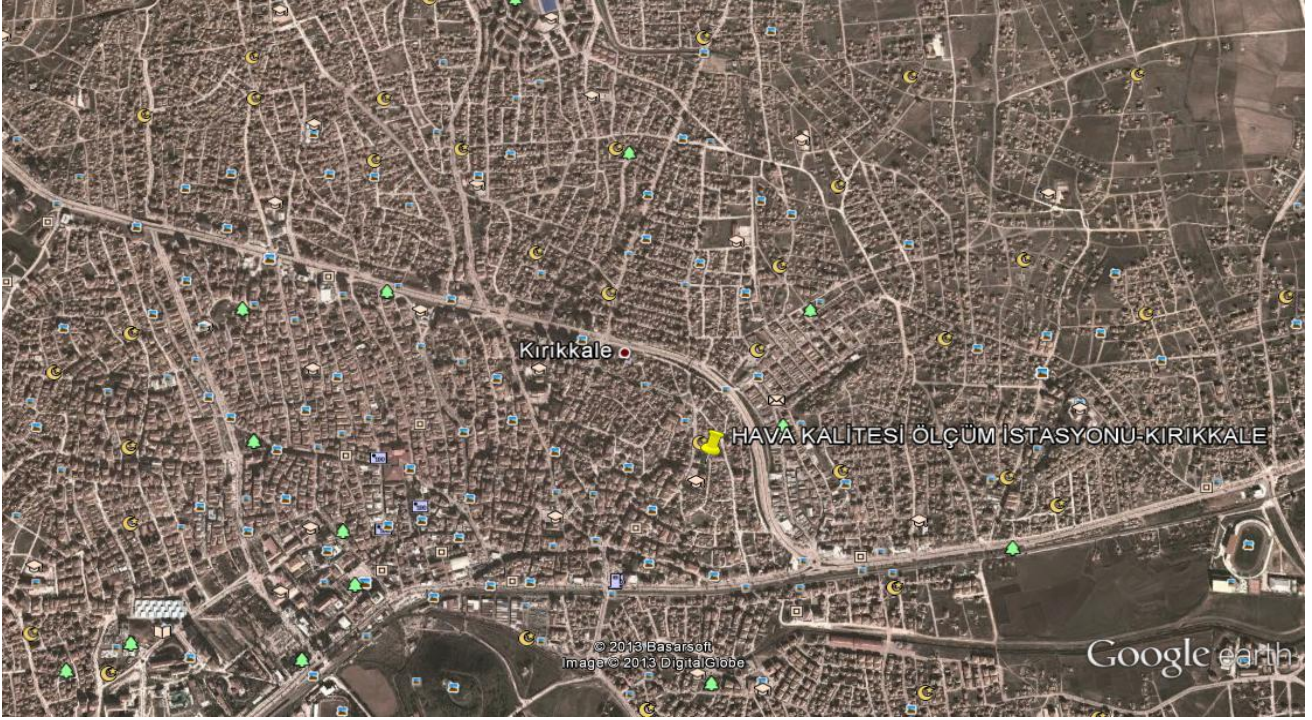 Kırıkkale
HAVA KALİTESİ ÖLÇÜM İSTASYONU-KIRIKKALE
© 2013 Basarsoft
Image © 2013 DigitalGlobe
Google earth